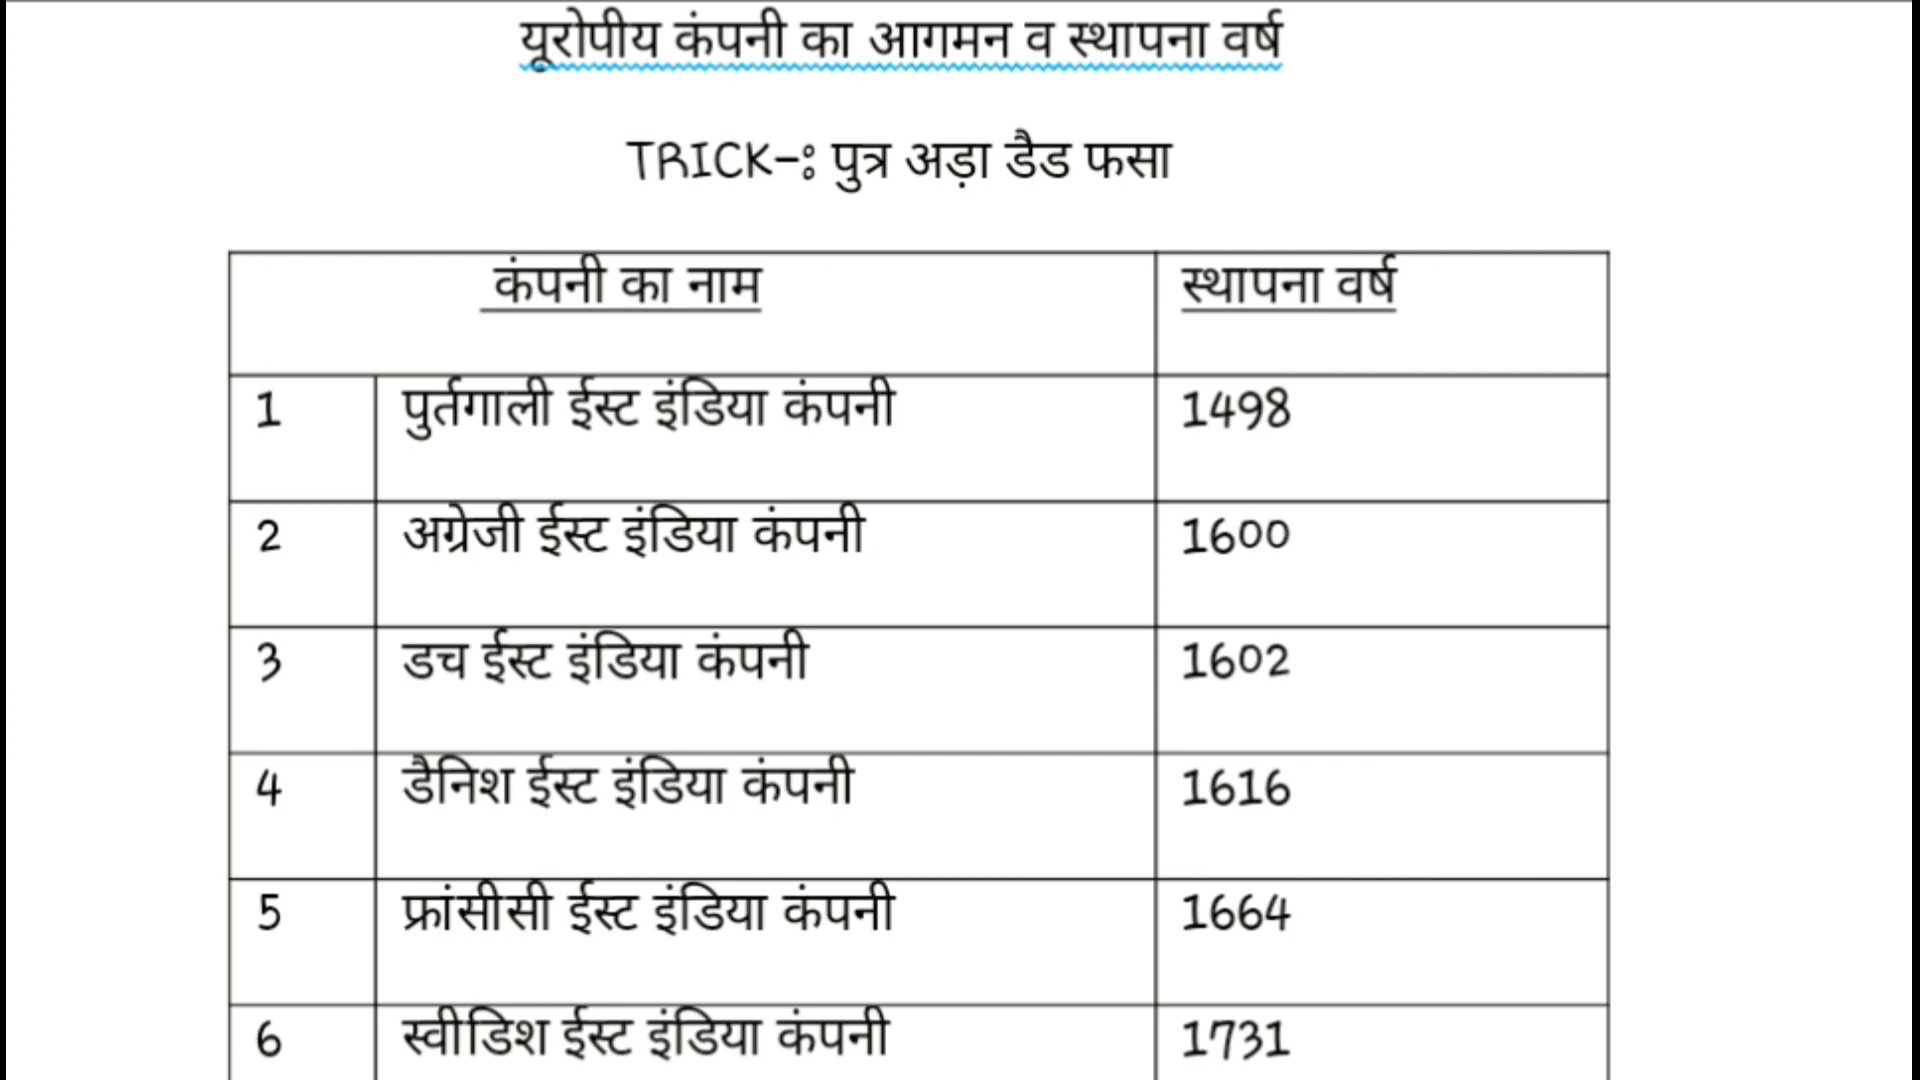 यूरोपीय कंपनी का आगमन व स्थापना वर्ष
TRICK-: पुत्र अड़ा डैड फसा
कंपनी का नाम स्थापना वर्ष
1 पुर्तगाली ईस्ट इंडिया कंपनी 1498
2 अग्रेजी ईस्ट इंडिया कंपनी 1600
3 डच ईस्ट इंडिया कंपनी 1602
4 डैनिश ईस्ट इंडिया कंपनी 1616
5 फ्रांसीसी ईस्ट इंडिया कंपनी 1664
6 स्वीडिश ईस्ट इंडिया कंपनी 1731